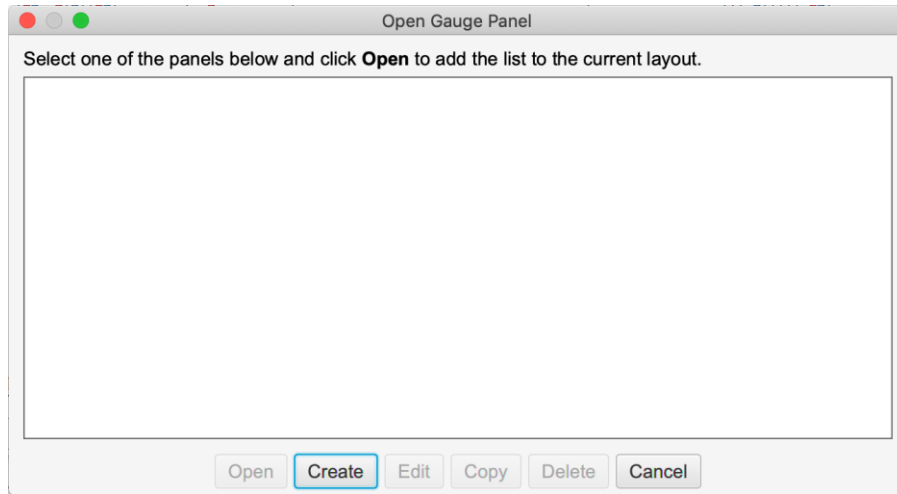 Open Gauge Panel
Select one of the panels below and click Open to add the list to the current layout.
Open Create Edit Copy Delete Cancel